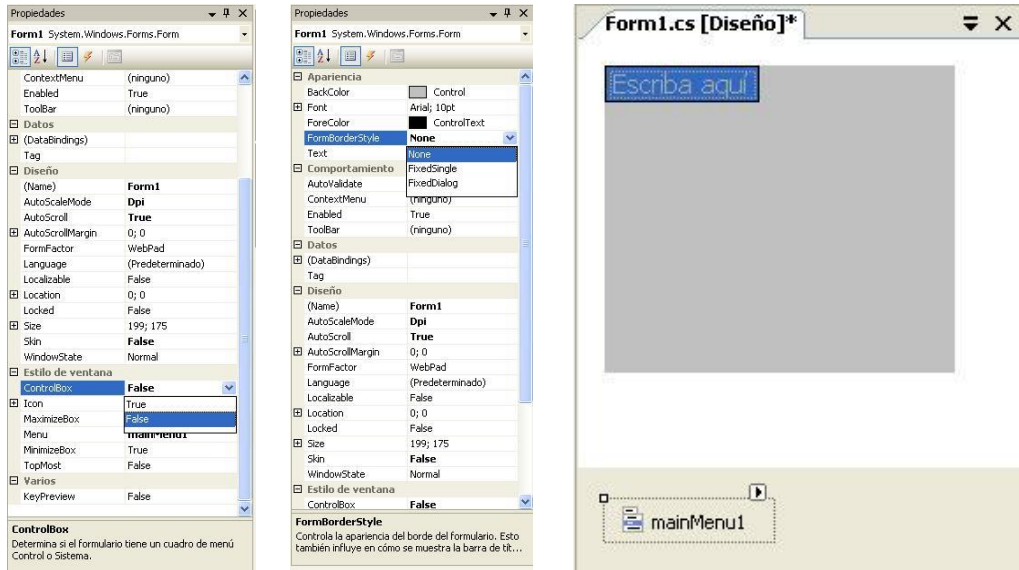 Propiedades
Form1 System.Windows.Forms.Form
ContextMenu (ninguno)
Enabled True
ToolBar (ninguno)
Datos
(DataBindings)
Tag
Diseño
(Name) Form1
AutoScaleMode Dpi
AutoScroll True
AutoScrollMargin 0; 0
FormFactor WebPad
Language (Predeterminado)
Localizable False
Location 0; 0
Locked False
Size 199; 175
Skin False
WindowState Normal
Estilo de ventana
ControlBox False
Icon True
MaximizeBox False
Menu mainMenu1
MinimizeBox True
TopMost False
Varios
KeyPreview False
ControlBox
Determina si el formulario tiene un cuadro de menú
Control o Sistema.
Propiedades
Form1 System.Windows.Forms.Form
Apariencia
BackColor Control
Font Arial; 10pt
ForeColor ControlText
FormBorderStyle None
Text None
Comportamiento FixedSingle
AutoValidate FixedDialog
ContextMenu (ninguno)
Enabled True
ToolBar (ninguno)
Datos
(DataBindings)
Tag
Diseño
(Name) Form1
AutoScaleMode Dpi
AutoScroll True
AutoScrollMargin 0; 0
FormFactor WebPad
Language (Predeterminado)
Localizable False
Location 0; 0
Locked False
Size 199; 175
Skin False
WindowState Normal
Estilo de ventana
ControlBox False
FormBorderStyle
Controla la apariencia del borde del formulario. Esto
también influye en cómo se muestra la barra de tít...
Form1.cs [Diseño]*
Escriba aquí
mainMenu1